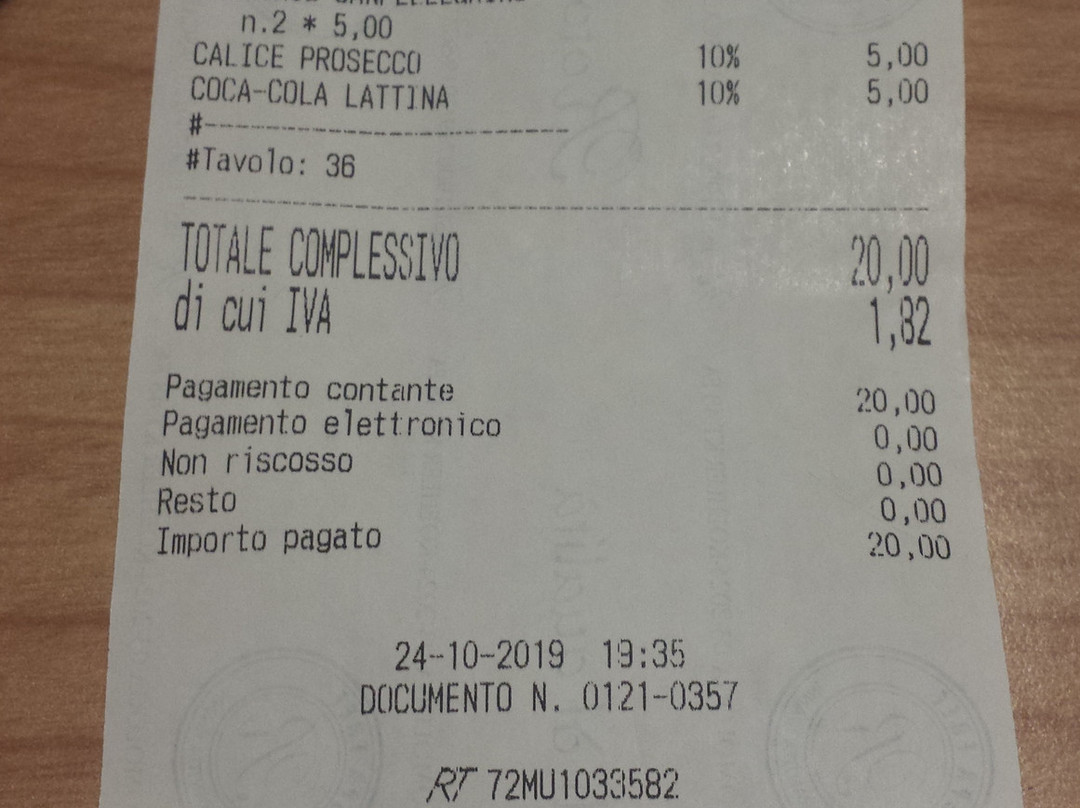 n.2 * 5,00
CALICE PROSECCO 10% 5,00
COCA-COLA LATTINA 10% 5,00
#--------------------------------
#Tavolo: 36
--------------------------------
TOTALE COMPLESSIVO 20,00
di cui IVA 1,82
Pagamento contante 20,00
Pagamento elettronico 0,00
Non riscosso 0,00
Resto 0,00
Importo pagato 20,00
24-10-2019 19:35
DOCUMENTO N. 0121-0357
RT 72MU1033582